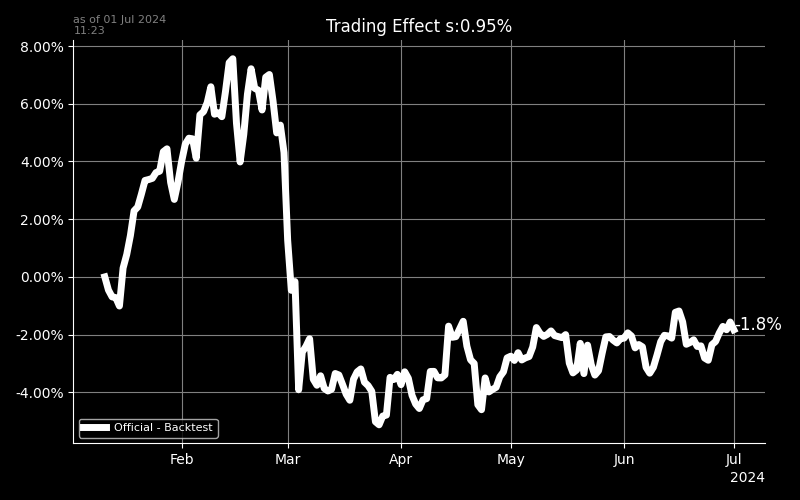 as of 01 Jul 2024
11:23
Trading Effect s:0.95%
8.00%
6.00%
4.00%
2.00%
0.00%
-2.00%
-4.00%
-1.8%
Official - Backtest
Feb
Mar
Apr
May
Jun
Jul
2024